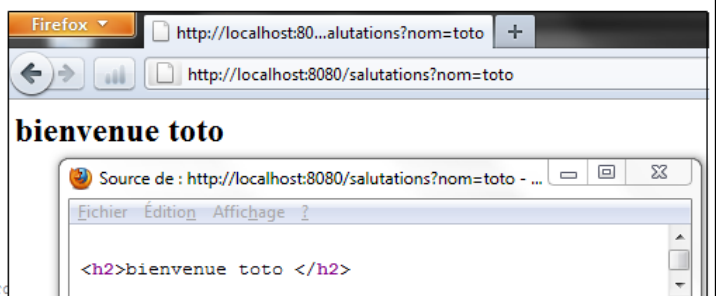 Firefox
http://localhost:80...alutations?nom=toto
http://localhost:8080/salutations?nom=toto
bienvenue toto
Source de : http://localhost:8080/salutations?nom=toto - ...
Fichier Édition Affichage ?
<h2>bienvenue toto </h2>